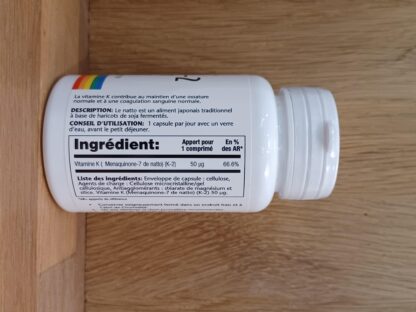 La vitamine K contribue au maintien d'une ossature
normale et à une coagulation sanguine normale.
DESCRIPTION: Le natto est un aliment japonais traditionnel
à base de haricots de soja fermentés.
CONSEIL D'UTILISATION: 1 capsule par jour avec un verre
d'eau, avant le petit déjeuner.
Ingrédient:
Apport pour
1 comprimé
En %
des AR*
Vitamine K ( Menaquinone-7 de natto) (K-2) 50 µg 66.6%
Liste des ingrédients: Enveloppe de capsule : cellulose,
Agents de charge : Cellulose microcristalline/gel
cellulosique, Antiagglomérants : stéarate de magnésium et
silice. Vitamine K (Menaquinone-7 de natto) (K-2) 50 µg.
*AR= apports de référence